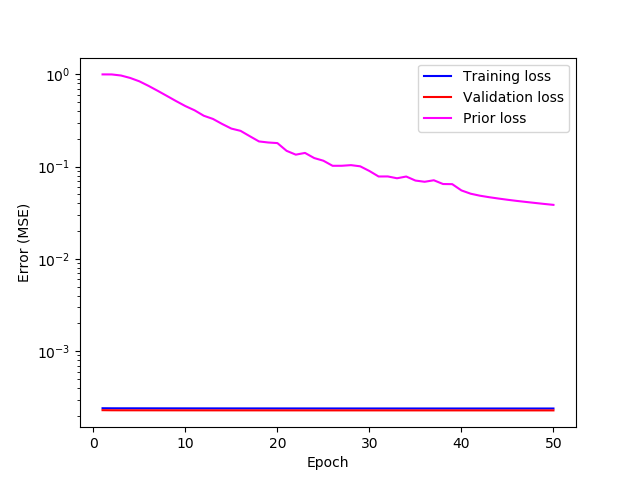 Training loss
Validation loss
Prior loss
10⁰
10⁻¹
10⁻²
10⁻³
Error (MSE)
0 10 20 30 40 50
Epoch